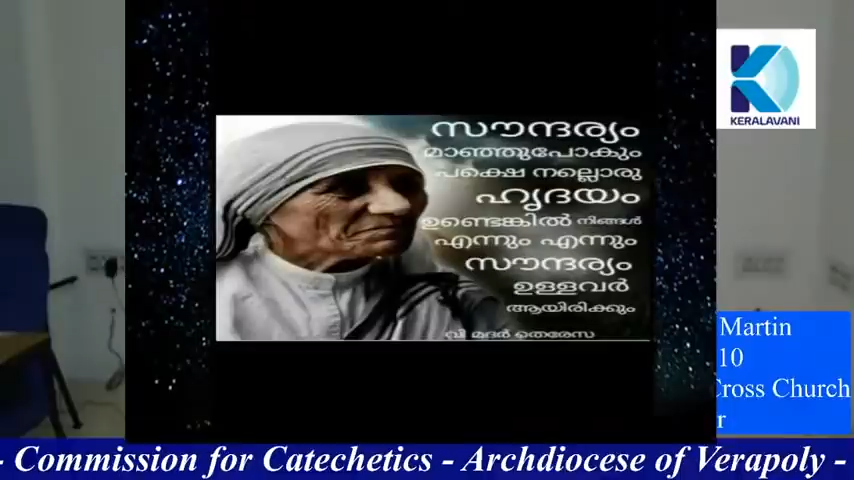 സൗന്ദര്യം
മാഞ്ഞുപോകും
പക്ഷെ നല്ലൊരു
ഹൃദയം
ഉണ്ടെങ്കിൽ നിങ്ങൾ
എന്നും എന്നും
സൗന്ദര്യം
ഉള്ളവർ
ആയിരിക്കും
വി മദർ തെരേസ
KERALAVANI
Martin
10
Cross Church
r
- Commission for Catechetics - Archdiocese of Verapoly -